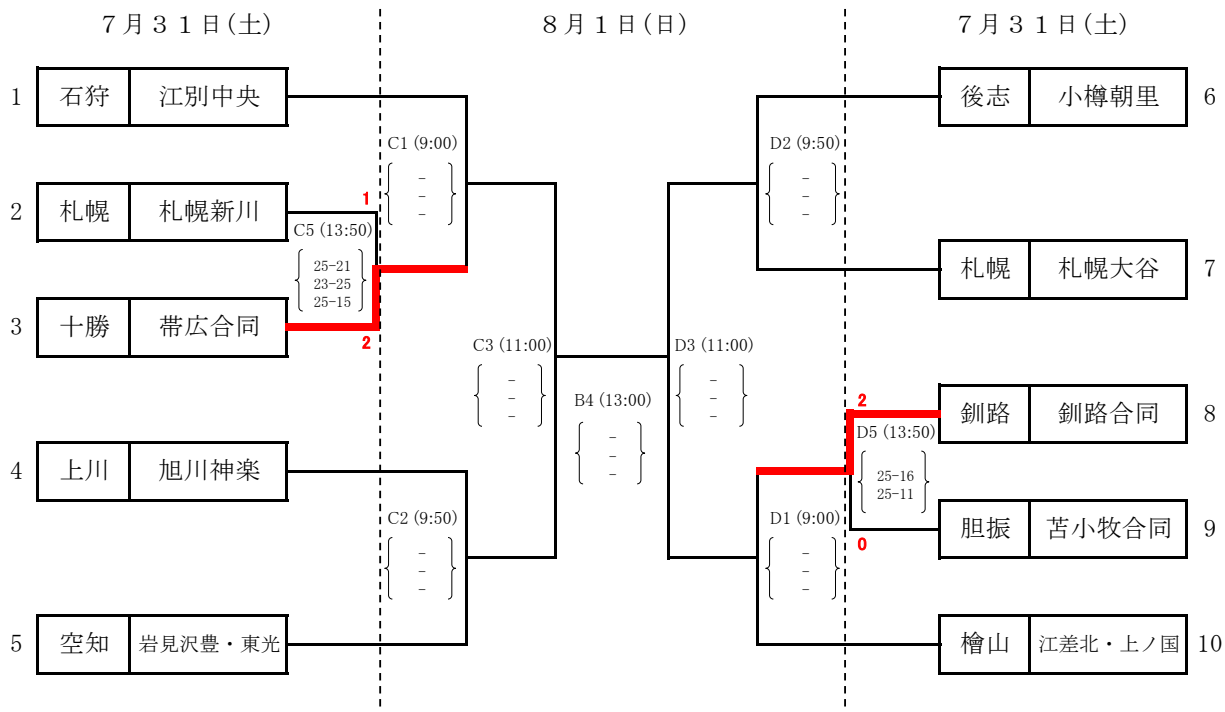 ７月３１日(土)
８月１日(日)
７月３１日(土)
1 石狩 江別中央
2 札幌 札幌新川
3 十勝 帯広合同
4 上川 旭川神楽
5 空知 岩見沢豊・東光
1
C5 (13:50)
25-21
23-25
25-15
2
C1 (9:00)
-
-
-
C2 (9:50)
-
-
-
C3 (11:00)
-
-
-
B4 (13:00)
-
-
-
D3 (11:00)
-
-
-
D2 (9:50)
-
-
-
D1 (9:00)
-
-
-
2
D5 (13:50)
25-16
25-11
0
後志 小樽朝里 6
札幌 札幌大谷 7
釧路 釧路合同 8
胆振 苫小牧合同 9
檜山 江差北・上ノ国 10